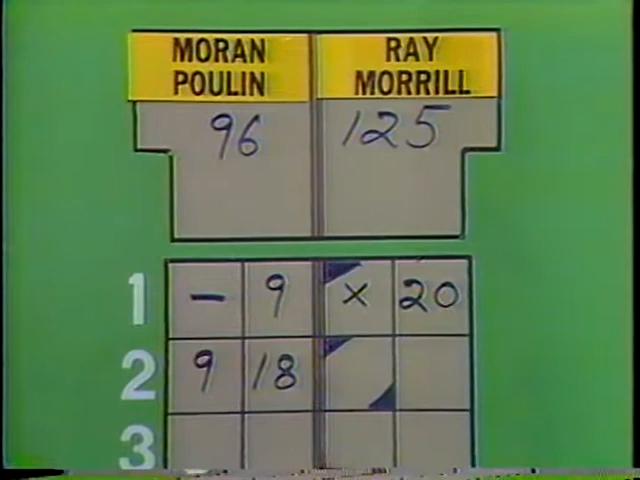 MORAN POULIN
RAY MORRILL
96 125
1 - 9 X 20
2 9 18
3